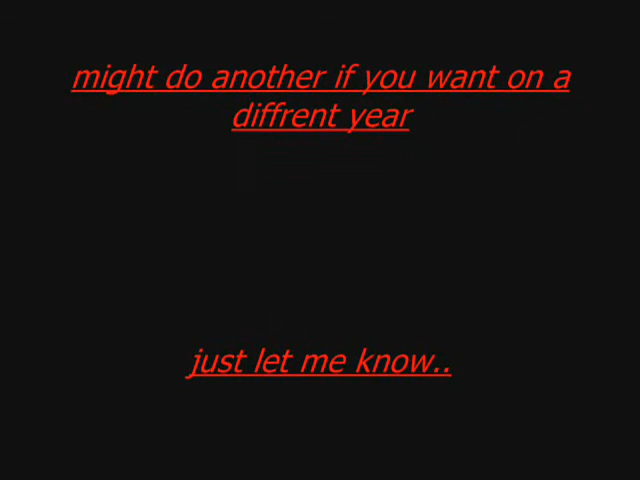 might do another if you want on a
diffrent year
just let me know..